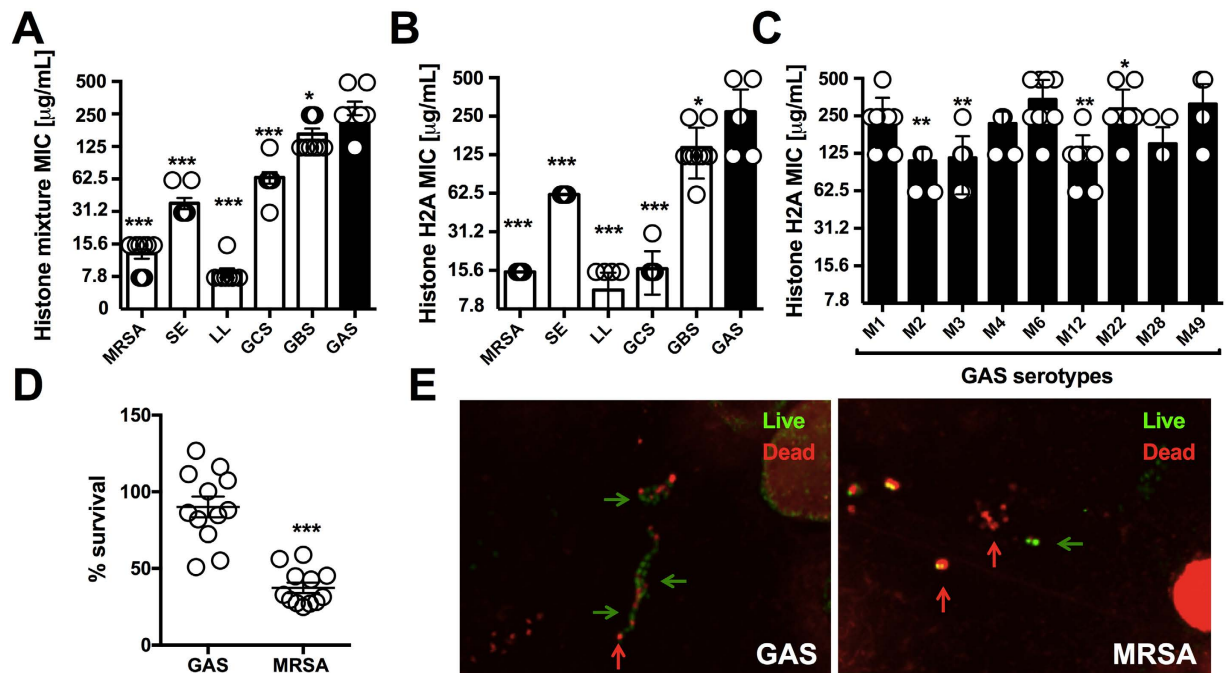 A
Histone mixture MIC [µg/mL]
500
250
125
62.5
31.2
15.6
7.8
0
***
***
***
***
*
MRSA
SE
LL
GCS
GBS
GAS
B
Histone H2A MIC [µg/mL]
500
250
125
62.5
31.2
15.6
7.8
***
***
***
***
*
MRSA
SE
LL
GCS
GBS
GAS
C
Histone H2A MIC [µg/mL]
500
250
125
62.5
31.2
15.6
7.8
**
**
**
*
M1
M2
M3
M4
M6
M12
M22
M28
M49
GAS serotypes
D
% survival
150
100
50
0
***
GAS
MRSA
E
Live
Dead
GAS
Live
Dead
MRSA